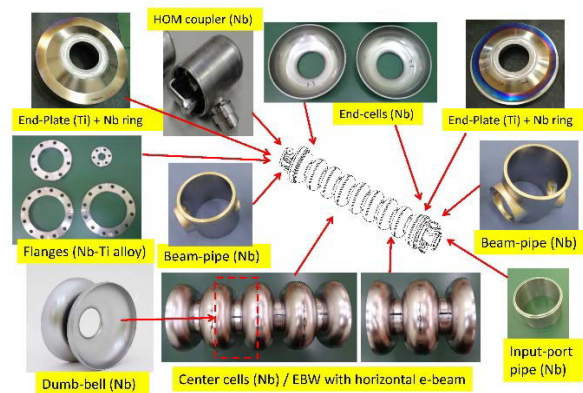 HOM coupler (Nb)
End-Plate (Ti) + Nb ring
End-cells (Nb)
End-Plate (Ti) + Nb ring
Flanges (Nb-Ti alloy)
Beam-pipe (Nb)
Beam-pipe (Nb)
Dumb-bell (Nb)
Center cells (Nb) / EBW with horizontal e-beam
Input-port
pipe (Nb)